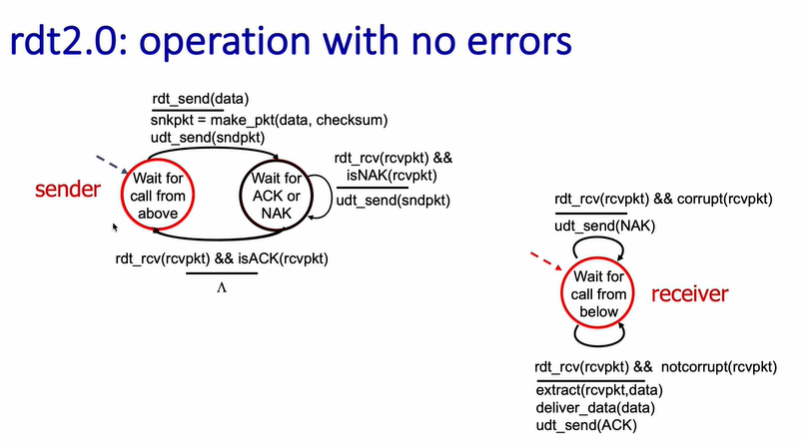 rdt2.0: operation with no errors
rdt_send(data)
snkpkt = make_pkt(data, checksum)
udt_send(sndpkt)
sender
Wait for
call from
above
Wait for
ACK or
NAK
rdt_rcv(rcvpkt) &&
isNAK(rcvpkt)
udt_send(sndpkt)
rdt_rcv(rcvpkt) && isACK(rcvpkt)
Λ
rdt_rcv(rcvpkt) && corrupt(rcvpkt)
udt_send(NAK)
Wait for
call from
below
receiver
rdt_rcv(rcvpkt) && notcorrupt(rcvpkt)
extract(rcvpkt,data)
deliver_data(data)
udt_send(ACK)